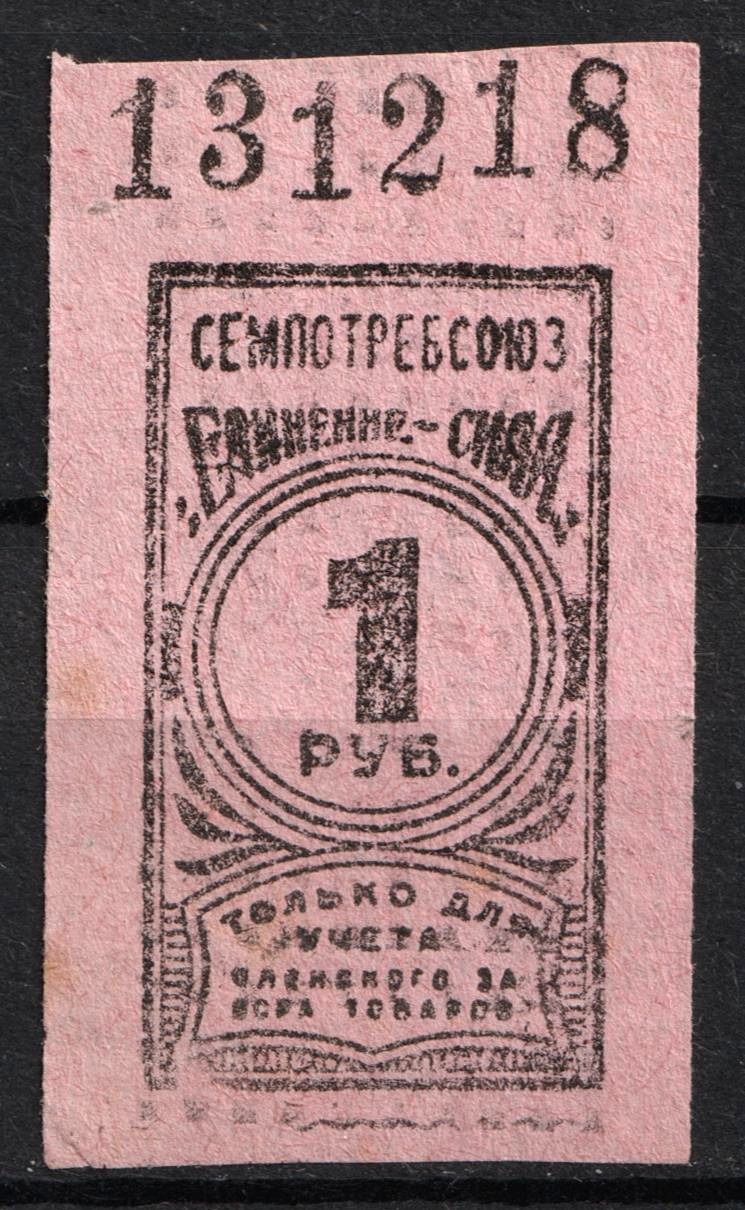 131218
СЕМПОТРЕБСОЮЗ
„ЕДИНЕНИЕ.-СИЛА„
1
РУБ.
ТОЛЬКО ДЛЯ
УЧЕТА
ЧЛЕНСКОГО ЗА
БОРА ТОВАРОВ